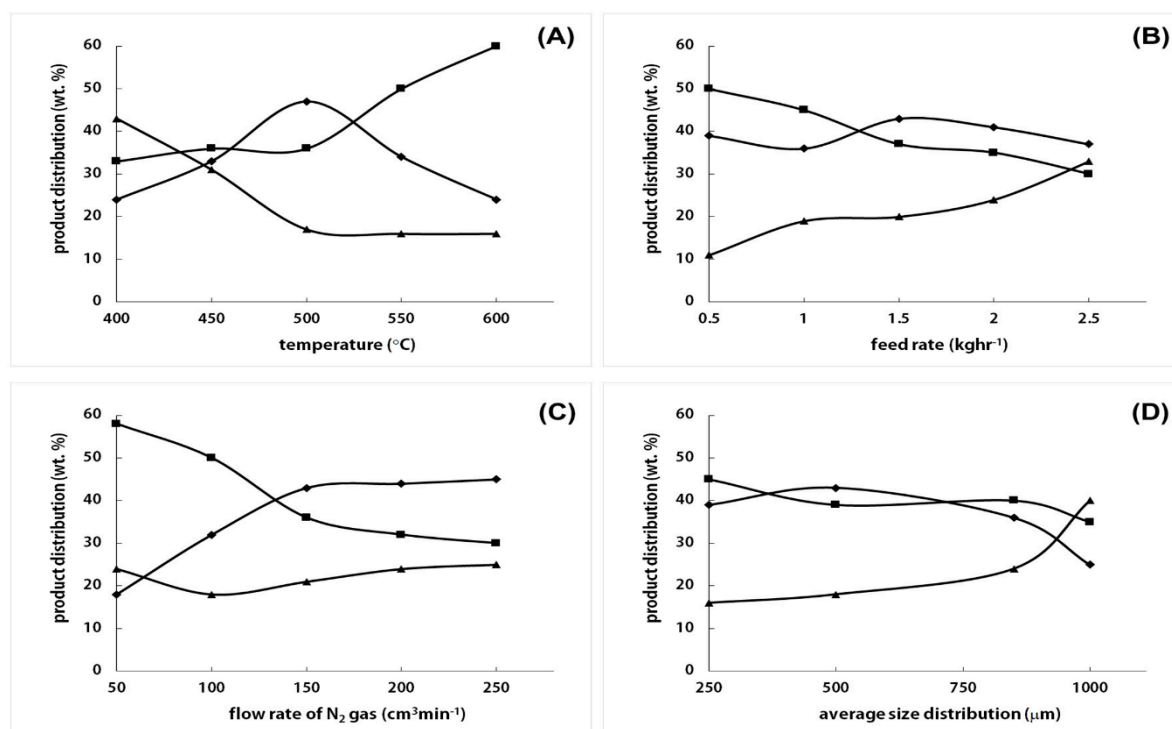 (A)
product distribution (wt. %)
60
50
40
30
20
10
0
400 450 500 550 600
temperature (°C)
(B)
product distribution (wt. %)
60
50
40
30
20
10
0
0.5 1 1.5 2 2.5
feed rate (kghr⁻¹)
(C)
product distribution (wt. %)
60
50
40
30
20
10
0
50 100 150 200 250
flow rate of N₂ gas (cm³min⁻¹)
(D)
product distribution (wt. %)
60
50
40
30
20
10
0
250 500 750 1000
average size distribution (μm)